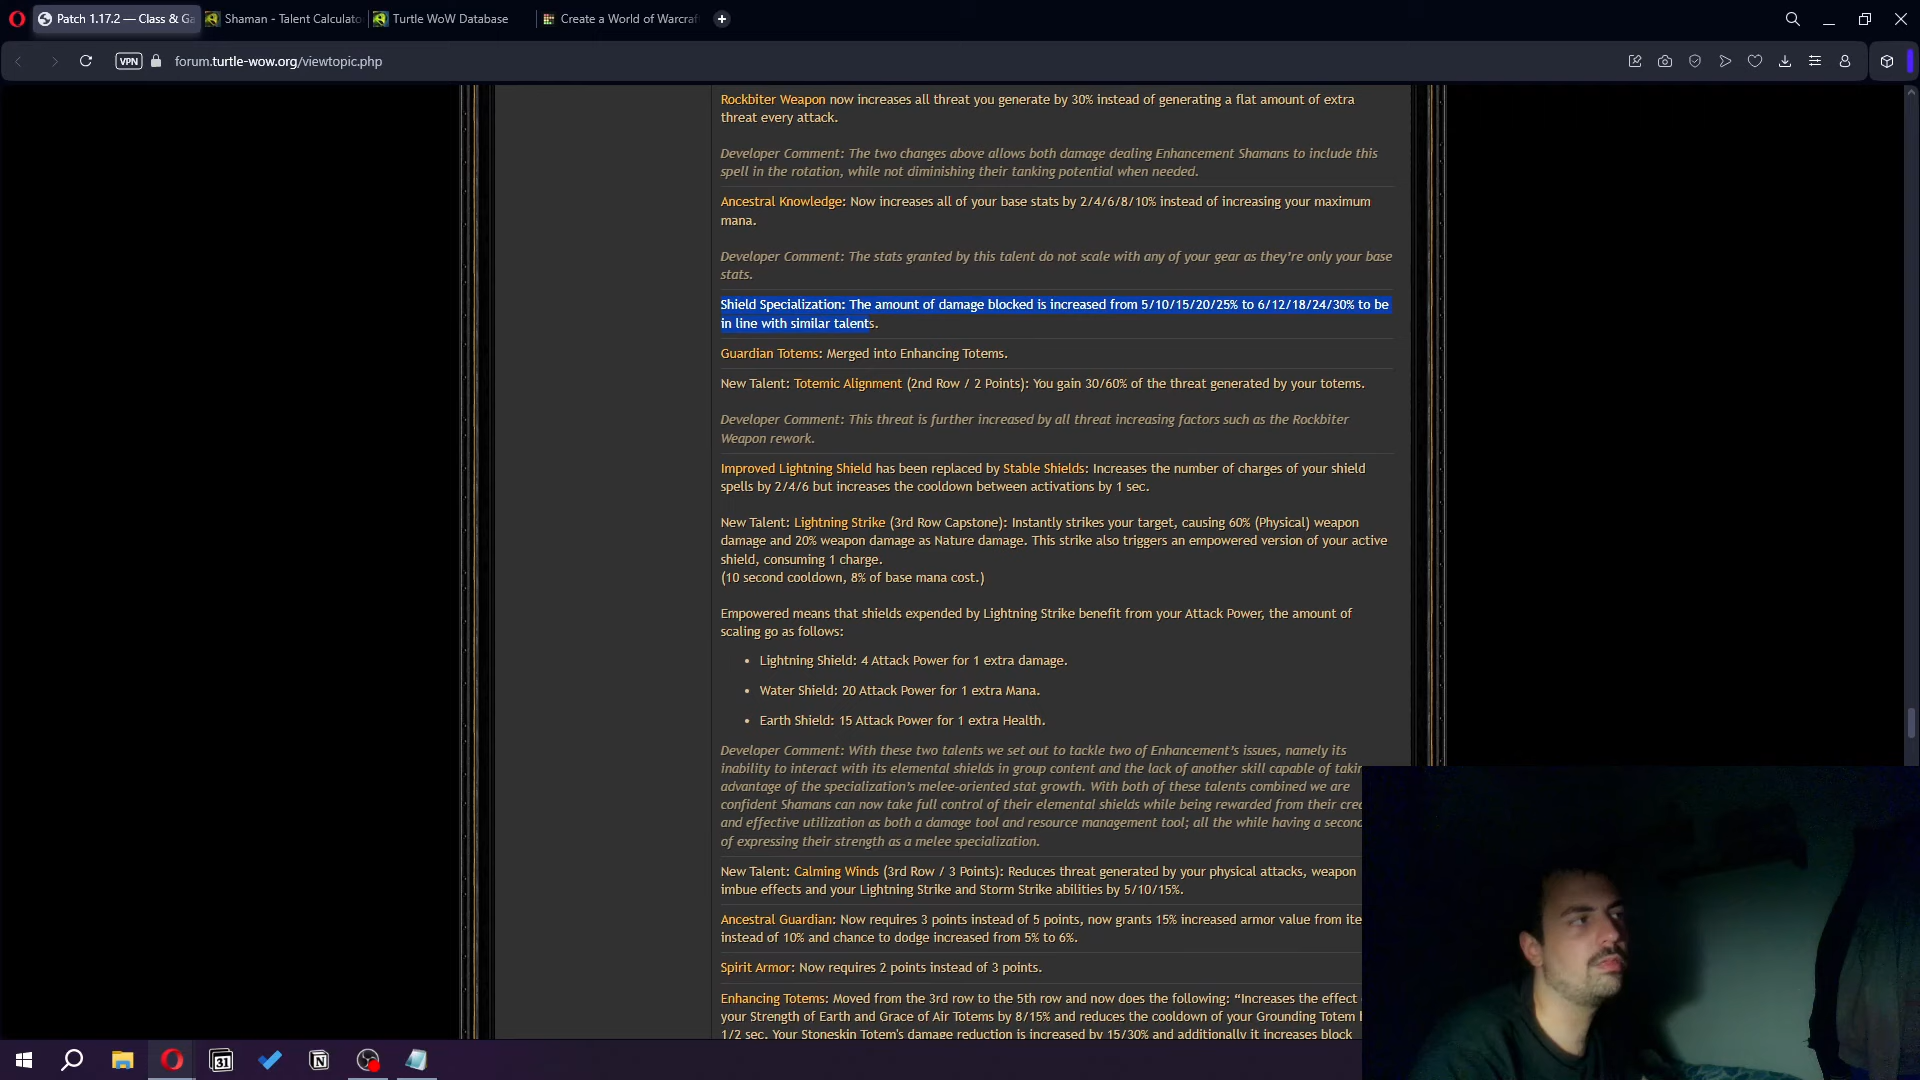 Patch 1.17.2 — Class & Ga
Shaman - Talent Calculato
Turtle WoW Database
Create a World of Warcraf
VPN
forum.turtle-wow.org/viewtopic.php
Rockbiter Weapon now increases all threat you generate by 30% instead of generating a flat amount of extra
threat every attack.
Developer Comment: The two changes above allows both damage dealing Enhancement Shamans to include this
spell in the rotation, while not diminishing their tanking potential when needed.
Ancestral Knowledge: Now increases all of your base stats by 2/4/6/8/10% instead of increasing your maximum
mana.
Developer Comment: The stats granted by this talent do not scale with any of your gear as they're only your base
stats.
Shield Specialization: The amount of damage blocked is increased from 5/10/15/20/25% to 6/12/18/24/30% to be
in line with similar talents.
Guardian Totems: Merged into Enhancing Totems.
New Talent: Totemic Alignment (2nd Row / 2 Points): You gain 30/60% of the threat generated by your totems.
Developer Comment: This threat is further increased by all threat increasing factors such as the Rockbiter
Weapon rework.
Improved Lightning Shield has been replaced by Stable Shields: Increases the number of charges of your shield
spells by 2/4/6 but increases the cooldown between activations by 1 sec.
New Talent: Lightning Strike (3rd Row Capstone): Instantly strikes your target, causing 60% (Physical) weapon
damage and 20% weapon damage as Nature damage. This strike also triggers an empowered version of your active
shield, consuming 1 charge.
(10 second cooldown, 8% of base mana cost.)
Empowered means that shields expended by Lightning Strike benefit from your Attack Power, the amount of
scaling go as follows:
• Lightning Shield: 4 Attack Power for 1 extra damage.
• Water Shield: 20 Attack Power for 1 extra Mana.
• Earth Shield: 15 Attack Power for 1 extra Health.
Developer Comment: With these two talents we set out to tackle two of Enhancement's issues, namely its
inability to interact with its elemental shields in group content and the lack of another skill capable of takin
advantage of the specialization's melee-oriented stat growth. With both of these talents combined we are
confident Shamans can now take full control of their elemental shields while being rewarded from their crea
and effective utilization as both a damage tool and resource management tool; all the while having a second
of expressing their strength as a melee specialization.
New Talent: Calming Winds (3rd Row / 3 Points): Reduces threat generated by your physical attacks, weapon
imbue effects and your Lightning Strike and Storm Strike abilities by 5/10/15%.
Ancestral Guardian: Now requires 3 points instead of 5 points, now grants 15% increased armor value from ite
instead of 10% and chance to dodge increased from 5% to 6%.
Spirit Armor: Now requires 2 points instead of 3 points.
Enhancing Totems: Moved from the 3rd row to the 5th row and now does the following: “Increases the effect
your Strength of Earth and Grace of Air Totems by 8/15% and reduces the cooldown of your Grounding Totem b
1/2 sec. Your Stoneskin Totem's damage reduction is increased by 15/30% and additionally it increases block
31